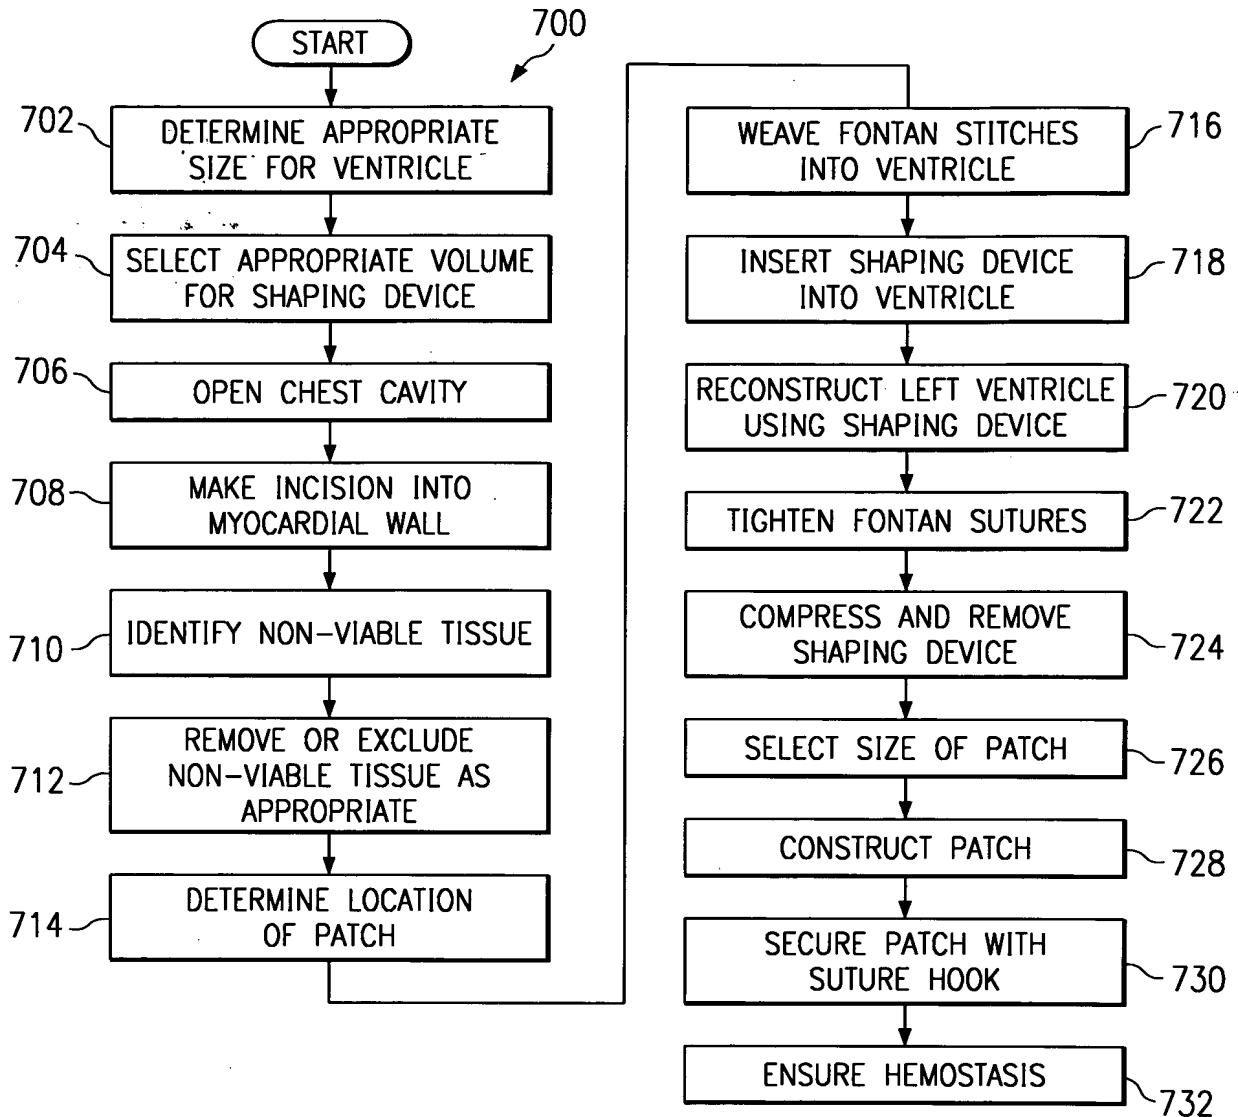 START
700
702
DETERMINE APPROPRIATE
SIZE FOR VENTRICLE
704
SELECT APPROPRIATE VOLUME
FOR SHAPING DEVICE
706
OPEN CHEST CAVITY
708
MAKE INCISION INTO
MYOCARDIAL WALL
710
IDENTIFY NON-VIABLE TISSUE
712
REMOVE OR EXCLUDE
NON-VIABLE TISSUE AS
APPROPRIATE
714
DETERMINE LOCATION
OF PATCH
WEAVE FONTAN STITCHES
INTO VENTRICLE
716
INSERT SHAPING DEVICE
INTO VENTRICLE
718
RECONSTRUCT LEFT VENTRICLE
USING SHAPING DEVICE
720
TIGHTEN FONTAN SUTURES
722
COMPRESS AND REMOVE
SHAPING DEVICE
724
SELECT SIZE OF PATCH
726
CONSTRUCT PATCH
728
SECURE PATCH WITH
SUTURE HOOK
730
ENSURE HEMOSTASIS
732